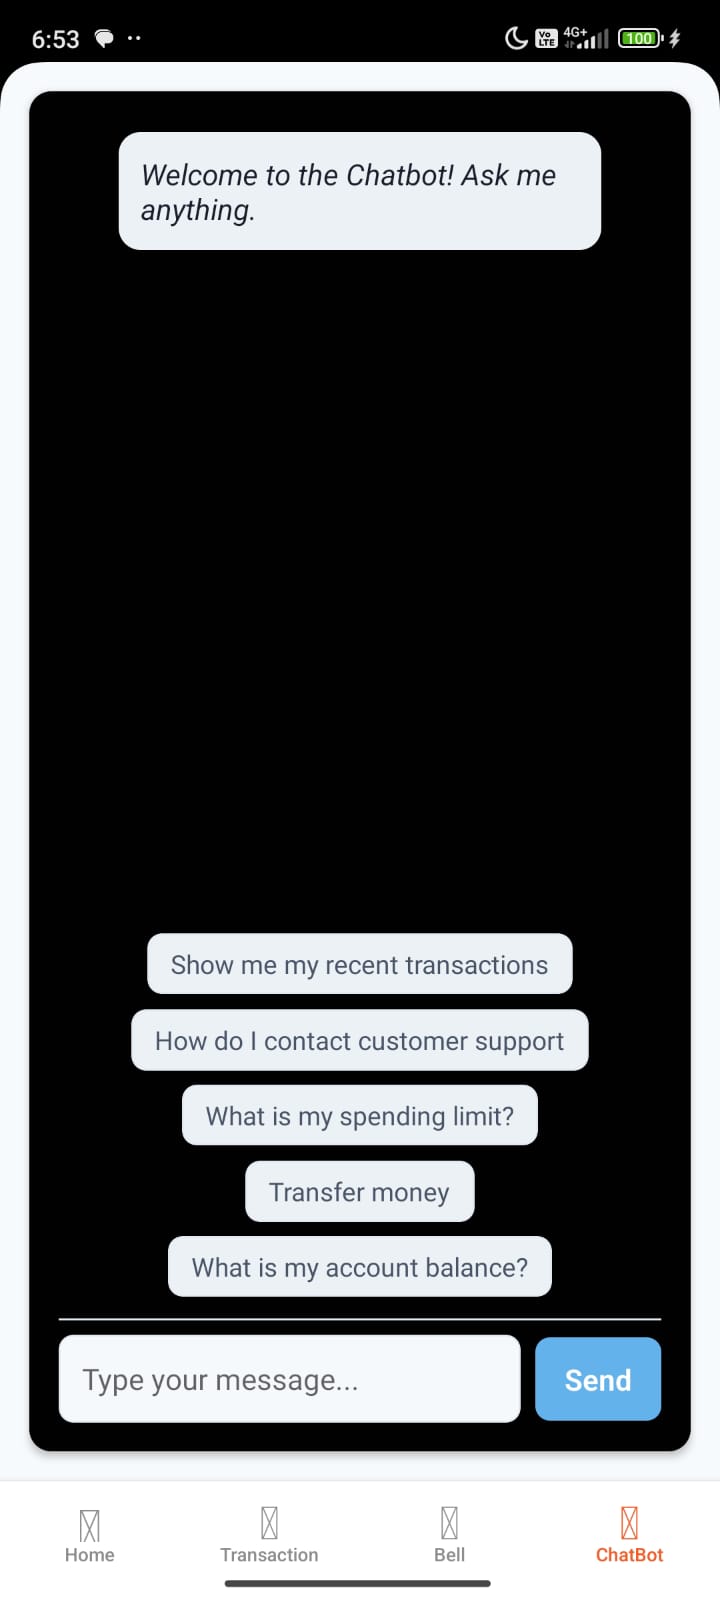 6:53
Vo
LTE
4G+
100
Welcome to the Chatbot! Ask me
anything.
Show me my recent transactions
How do I contact customer support
What is my spending limit?
Transfer money
What is my account balance?
Type your message...
Send
Home
Transaction
Bell
ChatBot